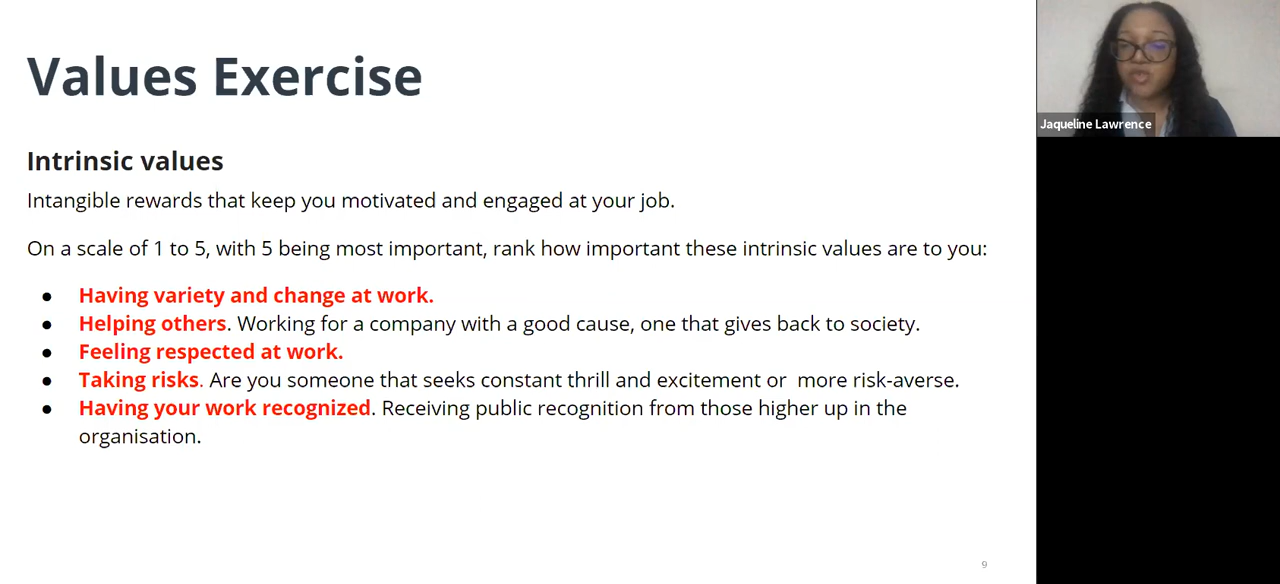 Values Exercise
Intrinsic values
Intangible rewards that keep you motivated and engaged at your job.
On a scale of 1 to 5, with 5 being most important, rank how important these intrinsic values are to you:
● Having variety and change at work.
● Helping others. Working for a company with a good cause, one that gives back to society.
● Feeling respected at work.
● Taking risks. Are you someone that seeks constant thrill and excitement or  more risk-averse.
● Having your work recognized. Receiving public recognition from those higher up in the
organisation.
9
Jaqueline Lawrence